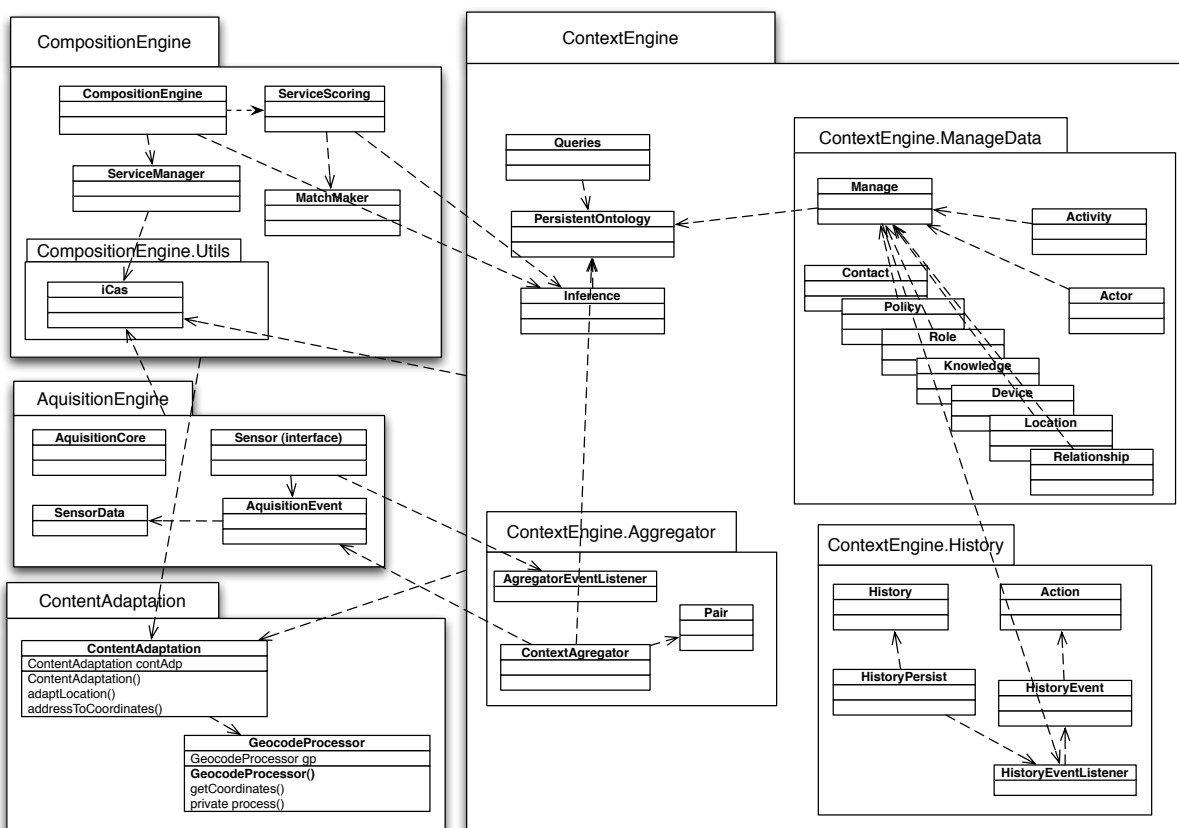 CompositionEngine
CompositionEngine
ServiceScoring
ServiceManager
MatchMaker
CompositionEngine.Utils
iCas
AquisitionEngine
AquisitionCore
Sensor (interface)
SensorData
AquisitionEvent
ContentAdaptation
ContentAdaptation
ContentAdaptation contAdp
ContentAdaptation()
adaptLocation()
addressToCoordinates()
GeocodeProcessor
GeocodeProcessor gp
GeocodeProcessor()
getCoordinates()
private process()
ContextEngine
Queries
PersistentOntology
Inference
ContextEngine.ManageData
Manage
Activity
Actor
Contact
Policy
Role
Knowledge
Device
Location
Relationship
ContextEngine.Aggregator
AgregatorEventListener
Pair
ContextAgregator
ContextEngine.History
History
Action
HistoryPersist
HistoryEvent
HistoryEventListener